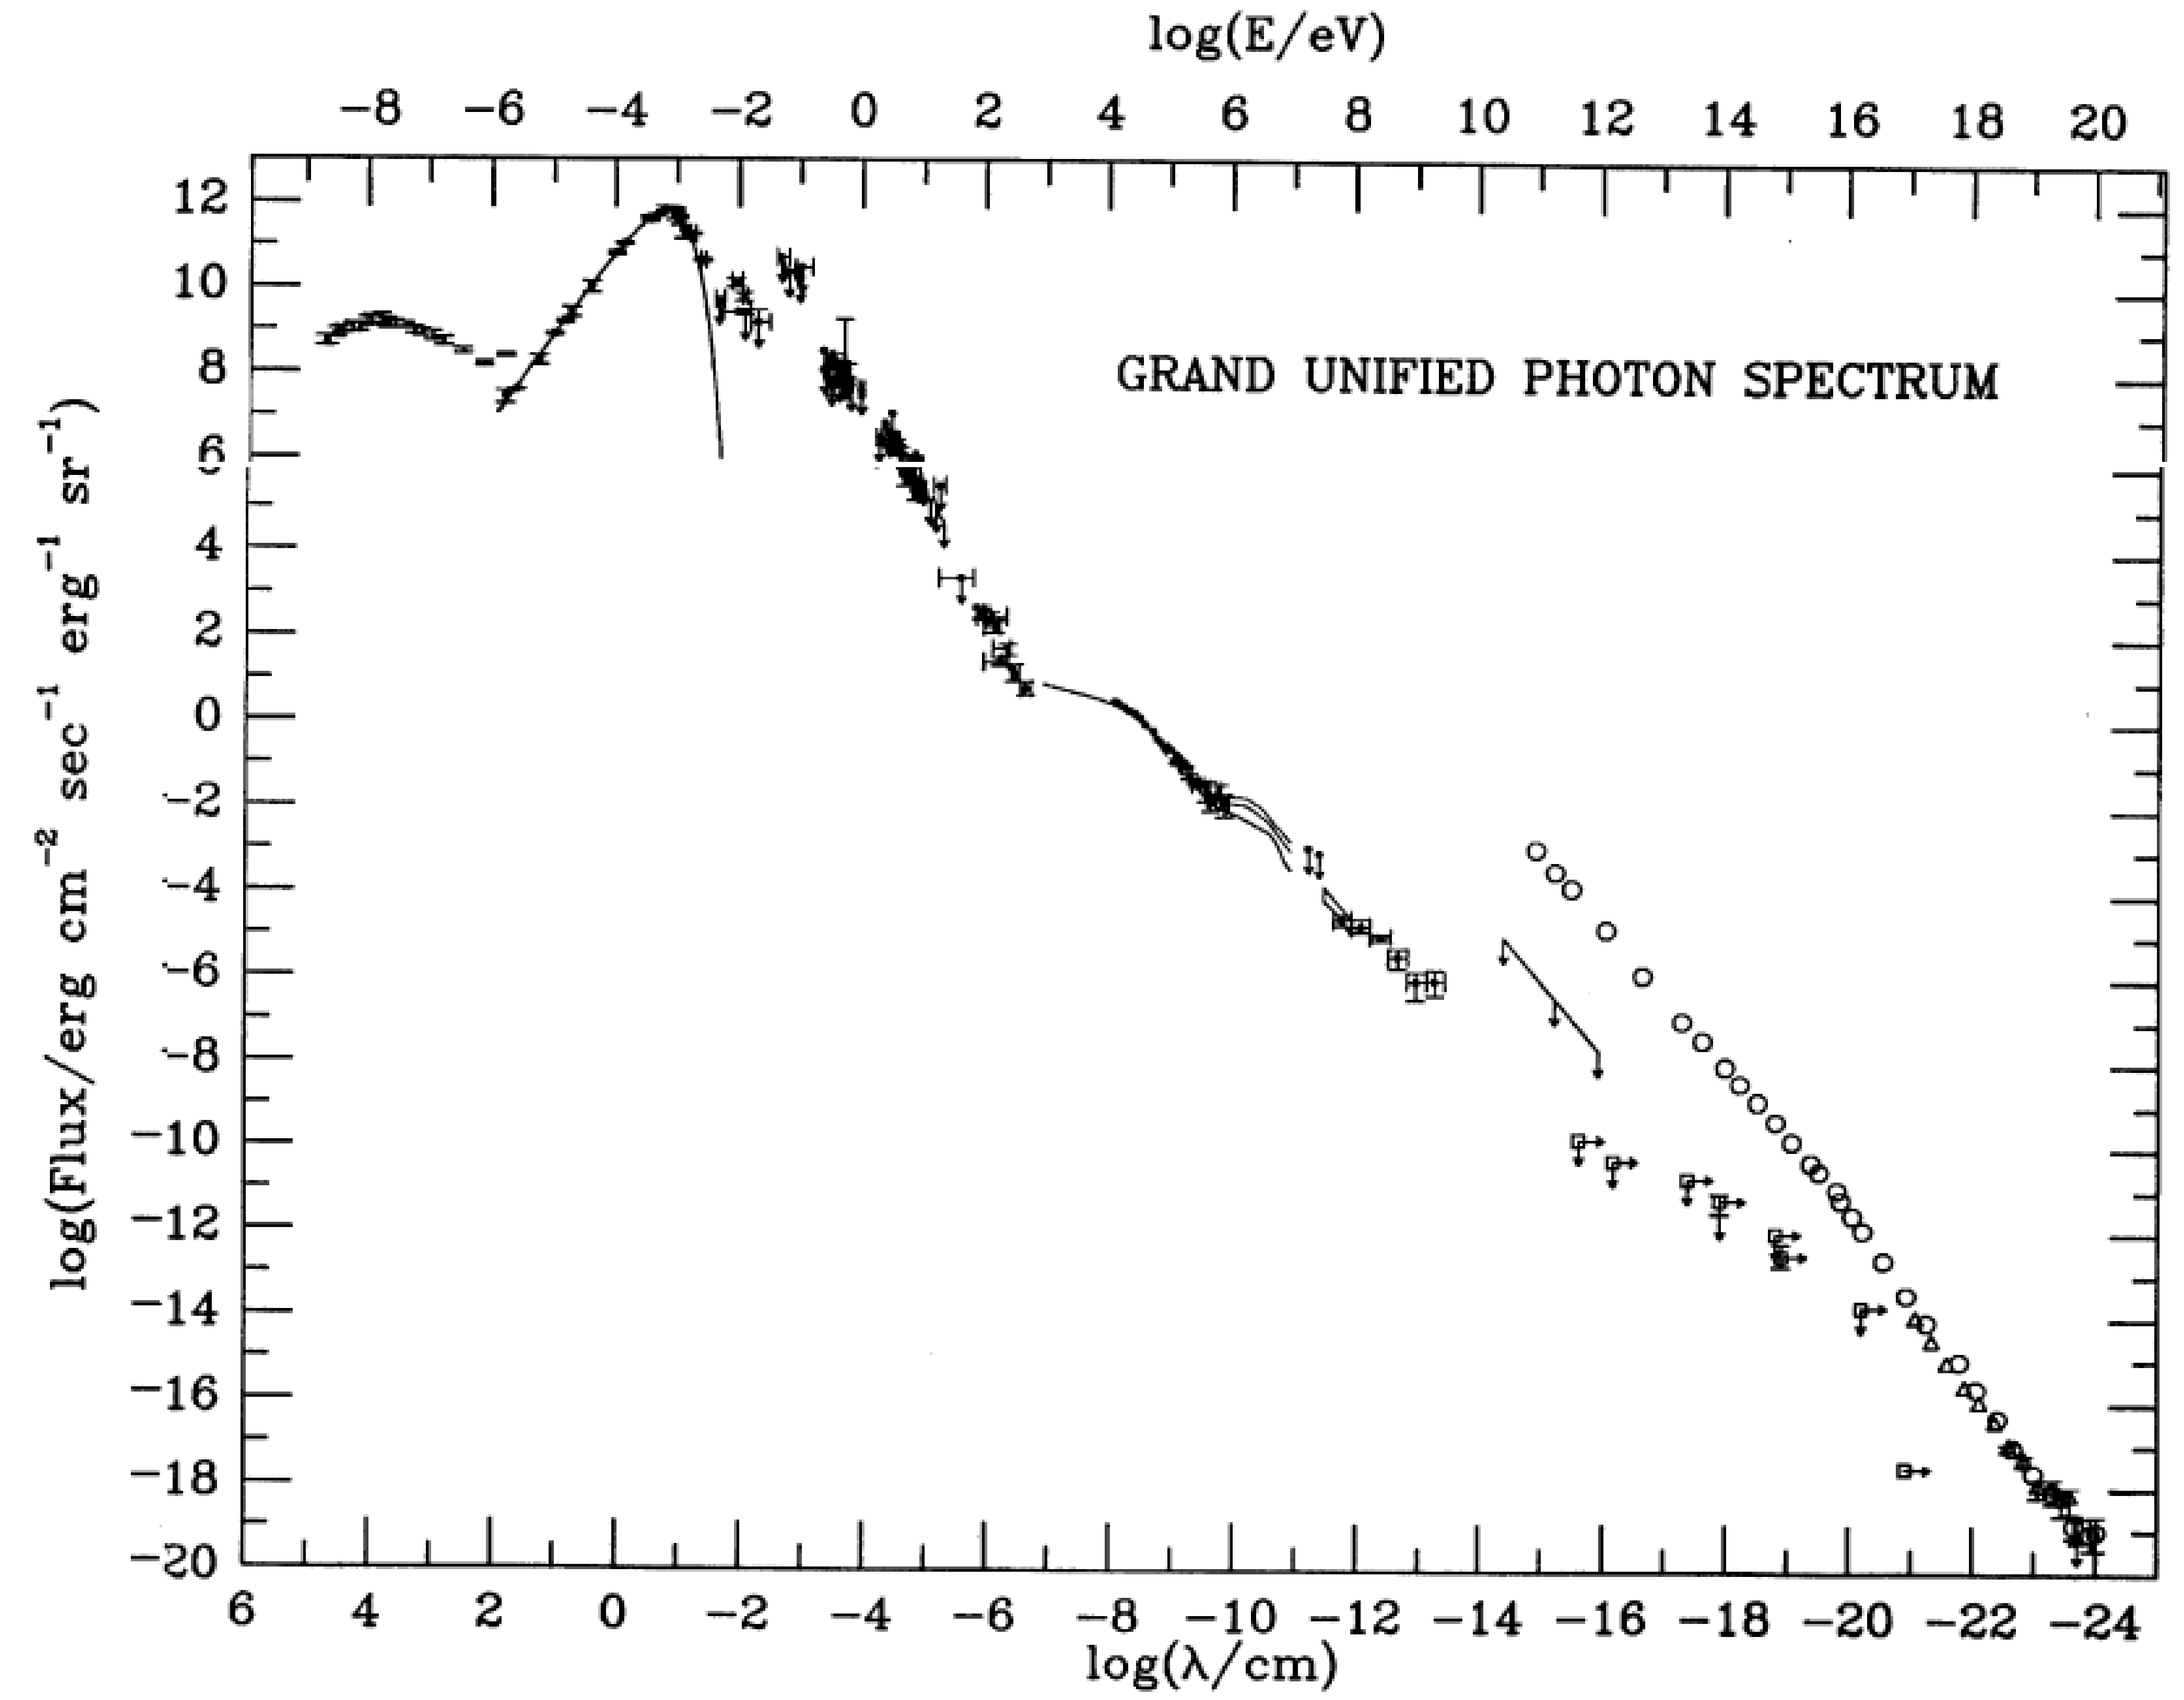 log(E/eV)
−8 −6 −4 −2 0 2 4 6 8 10 12 14 16 18 20
12
10
GRAND UNIFIED PHOTON SPECTRUM
8
6
4
2
0
−2
−4
−6
−8
−10
−12
−14
−16
−18
−20
log(Flux/erg cm⁻² sec⁻¹ erg⁻¹ sr⁻¹)
6 4 2 0 −2 −4 −6 −8 −10 −12 −14 −16 −18 −20 −22 −24
log(λ/cm)